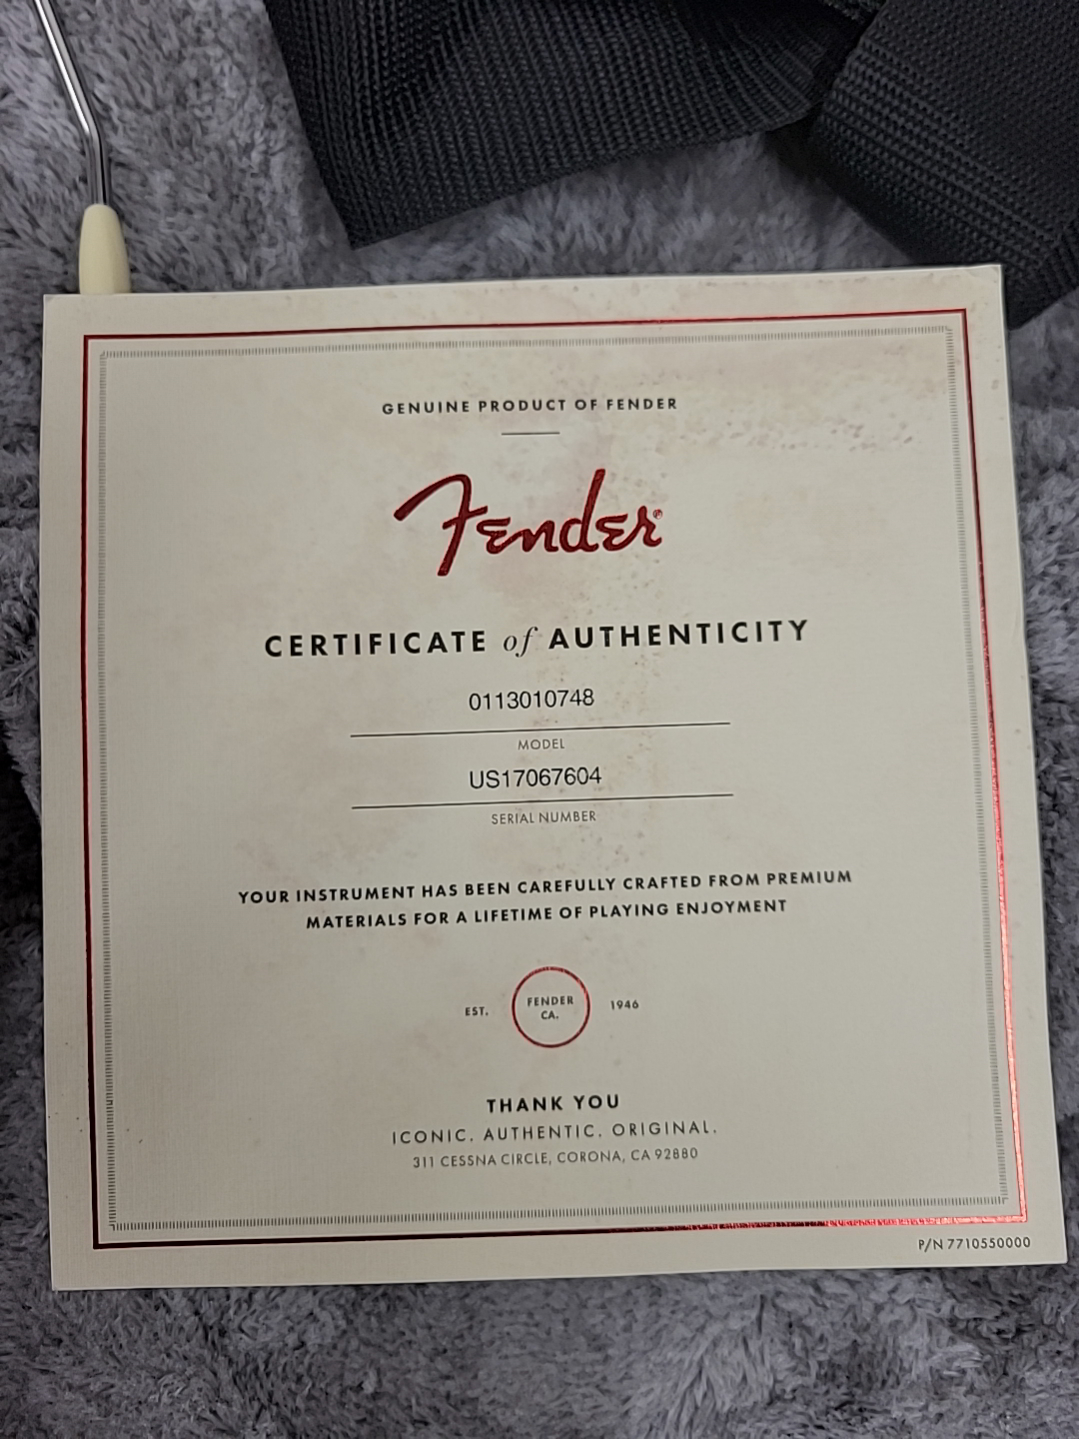 GENUINE PRODUCT OF FENDER
Fender®
CERTIFICATE of AUTHENTICITY
0113010748
MODEL
US17067604
SERIAL NUMBER
YOUR INSTRUMENT HAS BEEN CAREFULLY CRAFTED FROM PREMIUM
MATERIALS FOR A LIFETIME OF PLAYING ENJOYMENT
EST. FENDER CA. 1946
THANK YOU
ICONIC. AUTHENTIC. ORIGINAL.
311 CESSNA CIRCLE, CORONA, CA 92880
P/N 7710550000